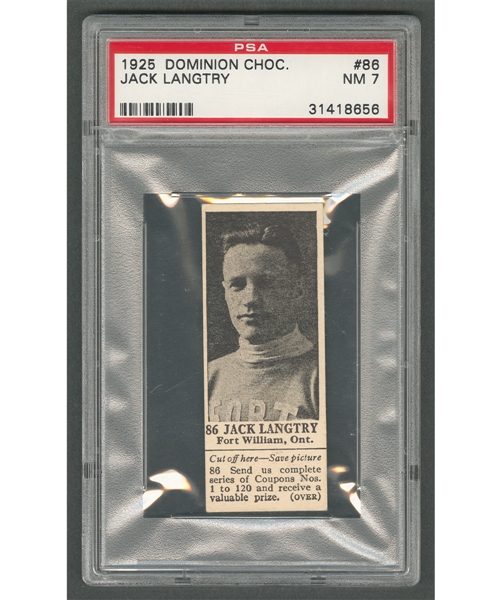 PSA
1925 DOMINION CHOC. #86
JACK LANGTRY NM 7
31418656
FORT
86 JACK LANGTRY
Fort William, Ont.
Cut off here—Save picture
86 Send us complete
series of Coupons Nos.
1 to 120 and receive a
valuable prize. (OVER)